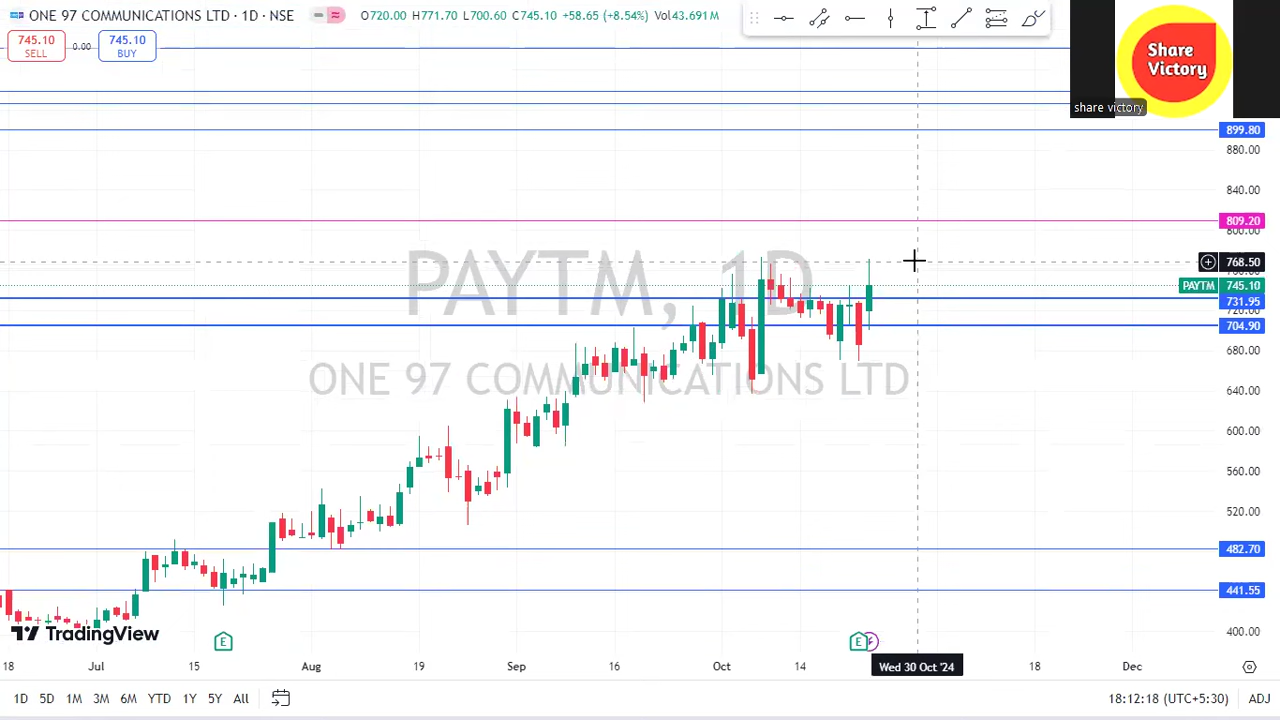 ONE 97 COMMUNICATIONS LTD · 1D · NSE O720.00 H771.70 L700.60 C745.10 +58.65 (+8.54%) Vol43.691M
745.10
SELL
0.00
745.10
BUY
Share
Victory
share victory
899.80
880.00
840.00
809.20
800.00
768.50
PAYTM 745.10
731.95
720.00
704.90
680.00
640.00
600.00
560.00
520.00
482.70
441.55
400.00
PAYTM, 1D
ONE 97 COMMUNICATIONS LTD
TradingView
E
E
18 Jul 15 Aug 19 Sep 16 Oct 14 Wed 30 Oct '24 18 Dec
1D 5D 1M 3M 6M YTD 1Y 5Y All 18:12:18 (UTC+5:30) ADJ